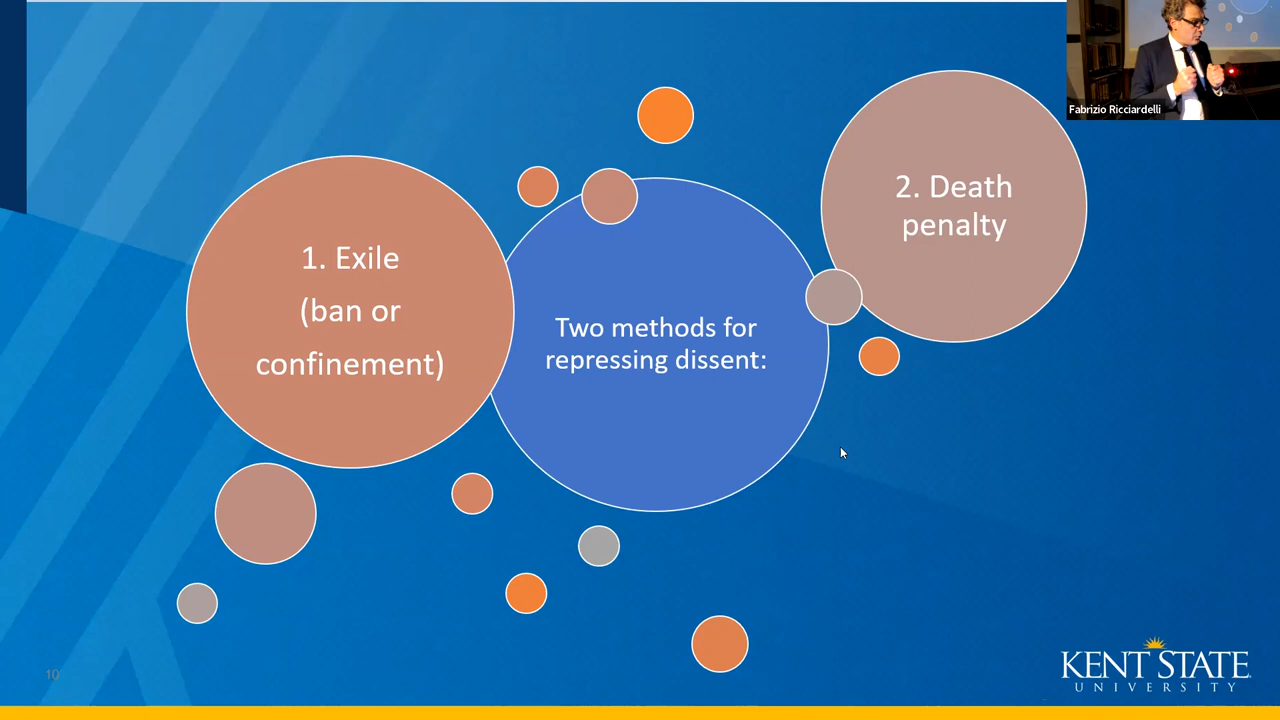 Fabrizio Ricciardelli
1. Exile
(ban or
confinement)
Two methods for
repressing dissent:
2. Death
penalty
10
KENT STATE
UNIVERSITY